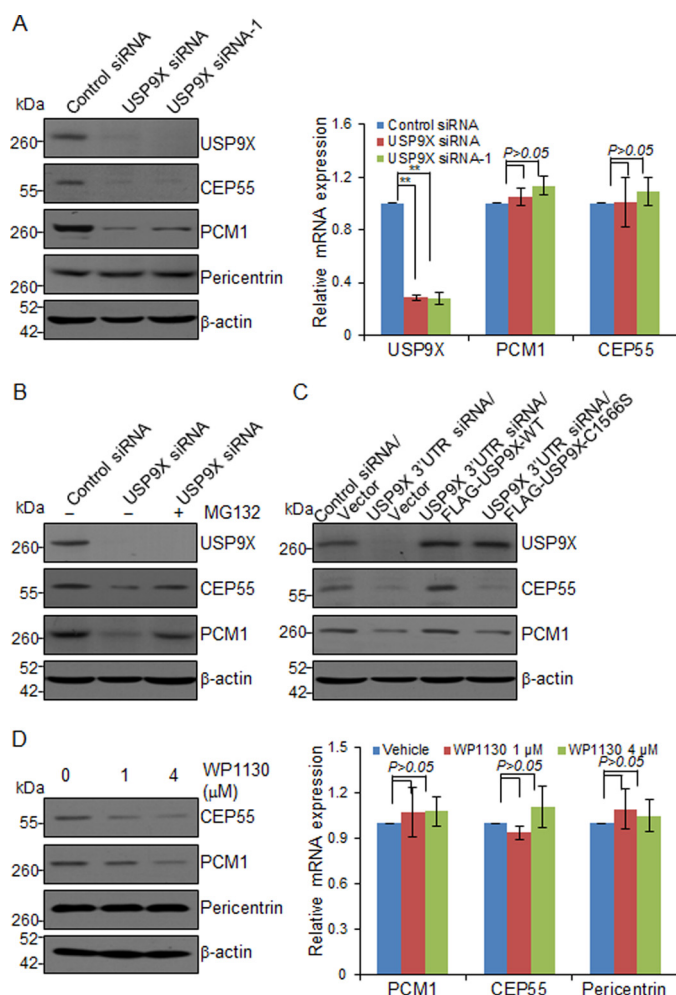 A
Control siRNA
USP9X siRNA
USP9X siRNA-1
kDa
260 USP9X
55 CEP55
260 PCM1
260 Pericentrin
52
42 β-actin
Relative mRNA expression
1.6
1.2
0.8
0.4
0
Control siRNA
USP9X siRNA
USP9X siRNA-1
**
**
P>0.05
P>0.05
USP9X PCM1 CEP55
B
Control siRNA
USP9X siRNA
USP9X siRNA
kDa
− − + MG132
260 USP9X
55 CEP55
260 PCM1
52
42 β-actin
C
Control siRNA/
Vector
USP9X 3'UTR siRNA/
Vector
USP9X 3'UTR siRNA/
FLAG-USP9X-WT
USP9X 3'UTR siRNA/
FLAG-USP9X-C1566S
kDa
260 USP9X
55 CEP55
260 PCM1
52
42 β-actin
D
0 1 4 WP1130
(μM)
kDa
55 CEP55
260 PCM1
260 Pericentrin
52
42 β-actin
Relative mRNA expression
1.5
1.2
0.9
0.6
0.3
0
Vehicle WP1130 1 μM WP1130 4 μM
P>0.05
P>0.05
P>0.05
PCM1 CEP55 Pericentrin